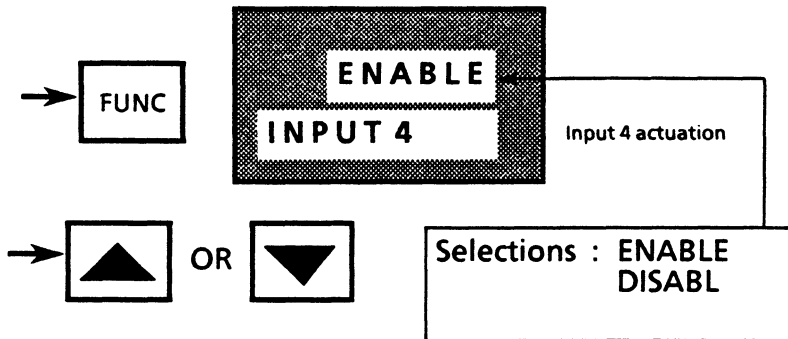 ENABLE
FUNC
INPUT 4
Input 4 actuation
OR
Selections : ENABLE
DISABL